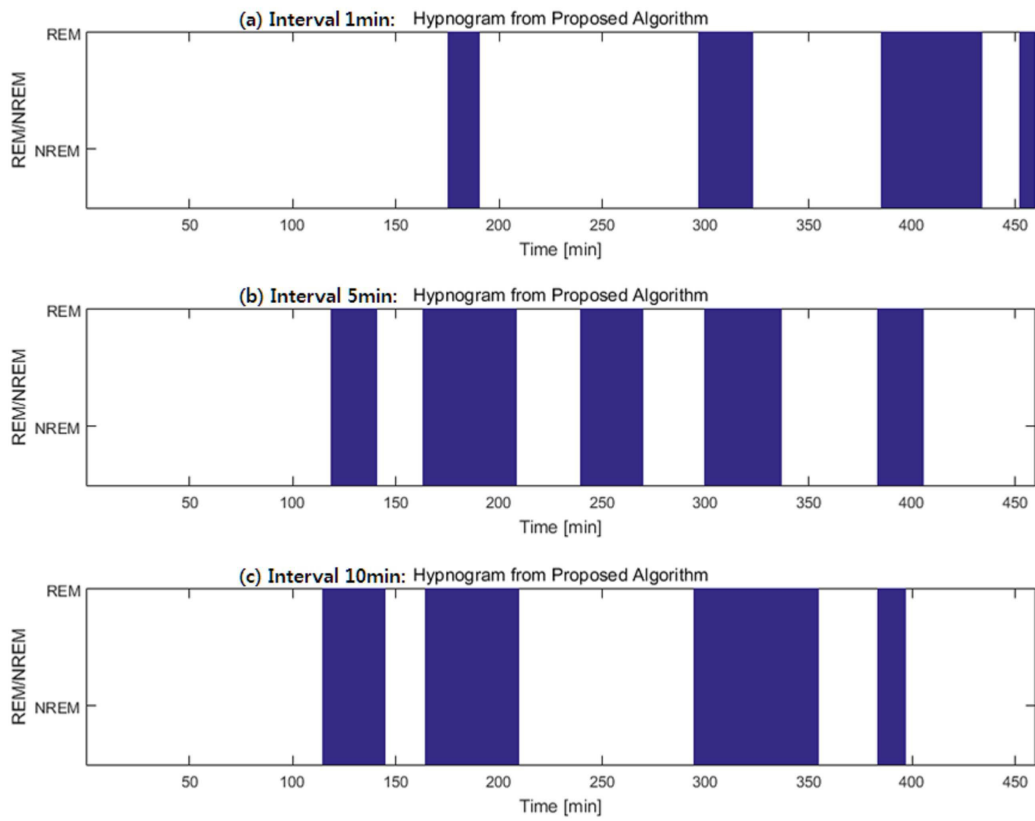 (a) Interval 1min: Hypnogram from Proposed Algorithm
REM
NREM
REM/NREM
50 100 150 200 250 300 350 400 450
Time [min]
(b) Interval 5min: Hypnogram from Proposed Algorithm
REM
NREM
REM/NREM
50 100 150 200 250 300 350 400 450
Time [min]
(c) Interval 10min: Hypnogram from Proposed Algorithm
REM
NREM
REM/NREM
50 100 150 200 250 300 350 400 450
Time [min]